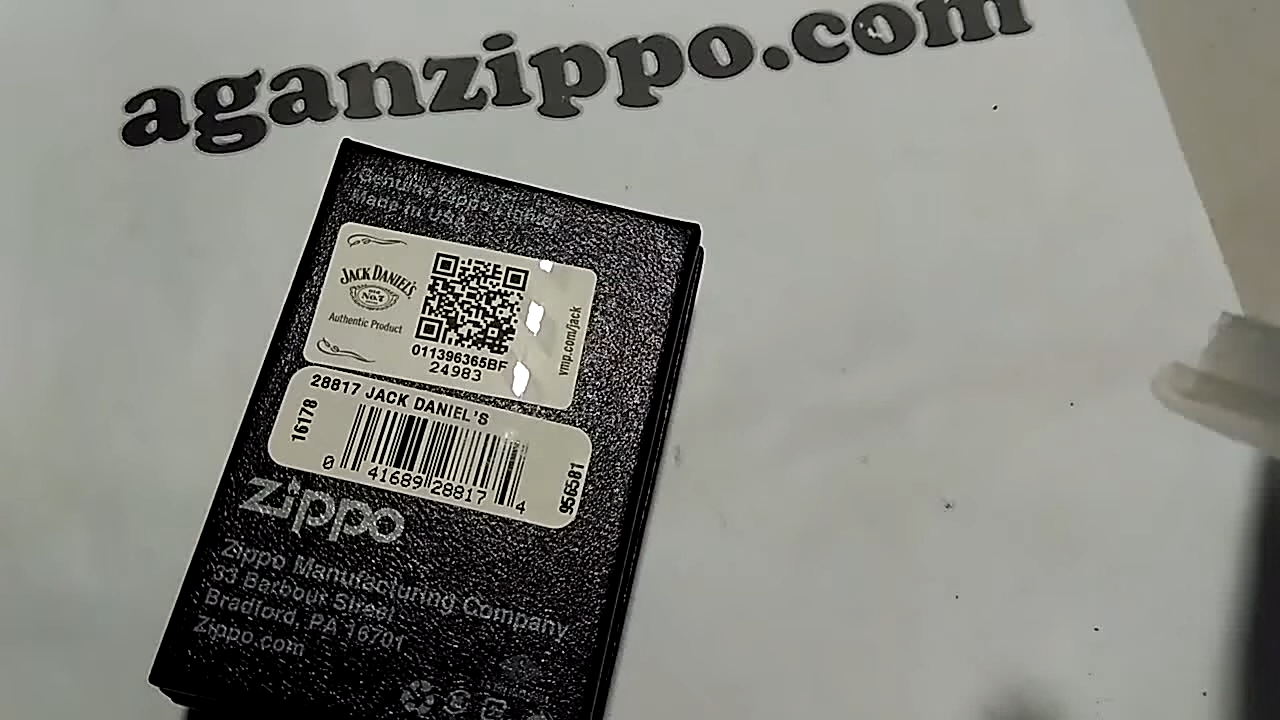 aganzippo.com
Genuine Zippo
Made in USA
JACK DANIEL'S
OLD
No.7
Authentic Product
011396365BF
24983
ymp.com/jack
28817 JACK DANIEL'S
16178
0 41689 28817 4
956581
zippo
Zippo Manufacturing Company
33 Barbour Street
Bradford, PA 16701
Zippo.com